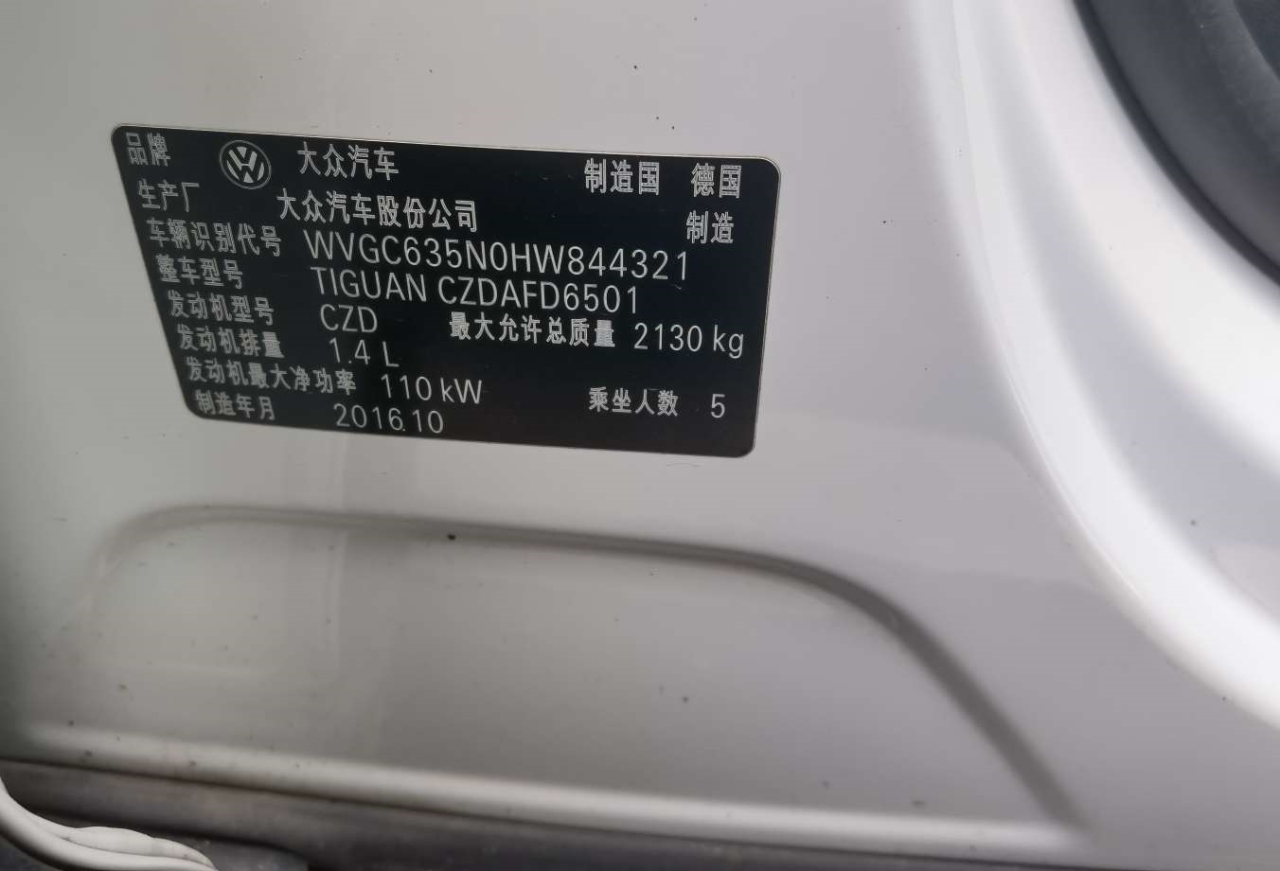 品牌 大众汽车 制造国 德国
生产厂 大众汽车股份公司 制造
车辆识别代号 WVGC635N0HW844321
整车型号 TIGUAN CZDAFD6501
发动机型号 CZD 最大允许总质量 2130 kg
发动机排量 1.4 L
发动机最大净功率 110 kW 乘坐人数 5
制造年月 2016.10